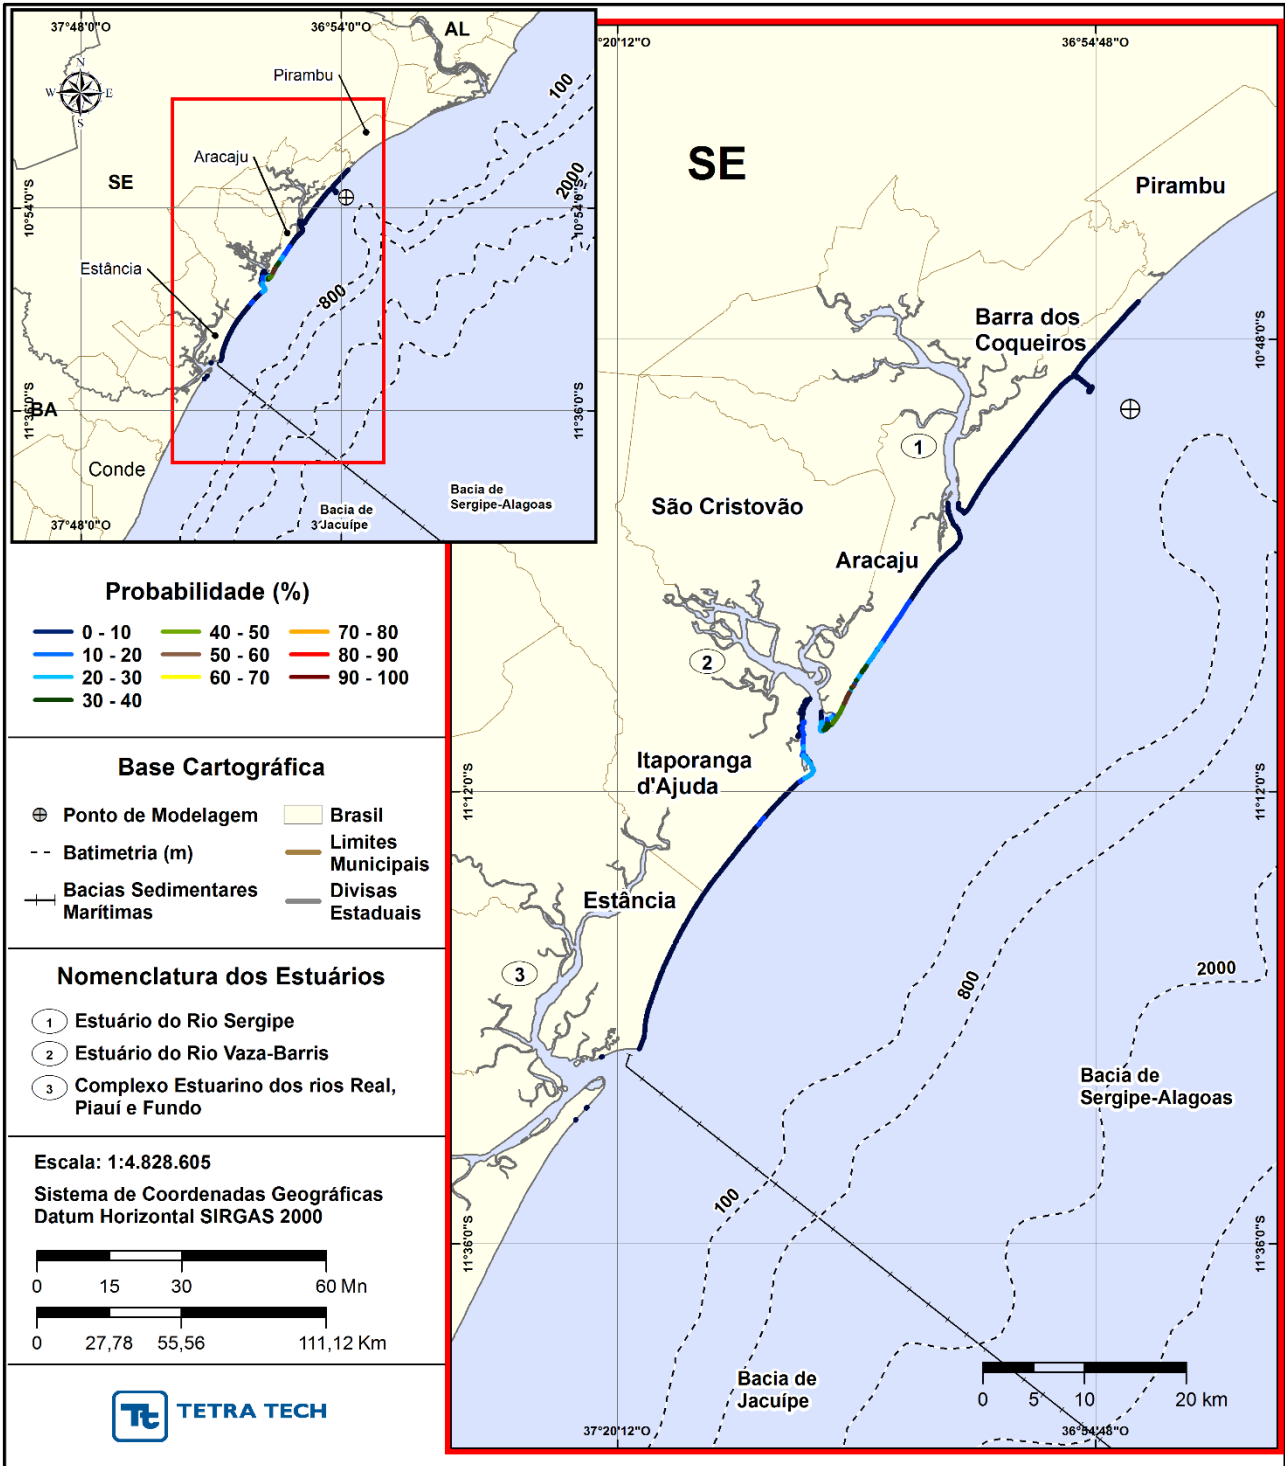 37°48'0"O
36°54'0"O
AL
N
W
E
S
Pirambu
100
Aracaju
SE
2000
10°54'0"S
10°54'0"S
Estância
800
BA
11°36'0"S
11°36'0"S
Conde
Bacia de
Sergipe-Alagoas
Bacia de
Jacuípe
37°48'0"O
Probabilidade (%)
0 - 10
40 - 50
70 - 80
10 - 20
50 - 60
80 - 90
20 - 30
60 - 70
90 - 100
30 - 40
Base Cartográfica
Ponto de Modelagem
Brasil
Batimetria (m)
Limites
Municipais
Bacias Sedimentares
Marítimas
Divisas
Estaduais
Nomenclatura dos Estuários
1 Estuário do Rio Sergipe
2 Estuário do Rio Vaza-Barris
3 Complexo Estuarino dos rios Real,
Piauí e Fundo
Escala: 1:4.828.605
Sistema de Coordenadas Geográficas
Datum Horizontal SIRGAS 2000
0 15 30 60 Mn
0 27,78 55,56 111,12 Km
Tt TETRA TECH
°20'12"O
36°54'48"O
SE
Pirambu
Barra dos
Coqueiros
10°48'0"S
1
São Cristovão
Aracaju
2
Itaporanga
d'Ajuda
11°12'0"S
11°12'0"S
Estância
3
2000
800
Bacia de
Sergipe-Alagoas
100
11°36'0"S
11°36'0"S
Bacia de
Jacuípe
0 5 10 20 km
37°20'12"O
36°54'48"O